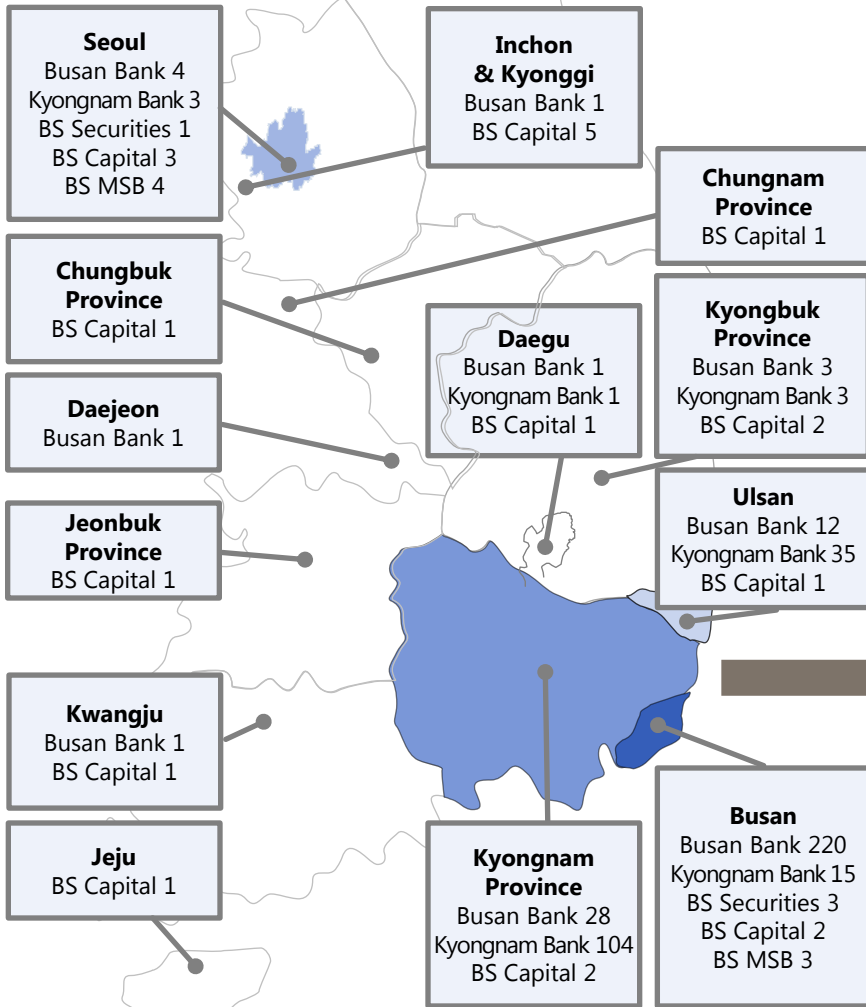 Seoul
Busan Bank 4
Kyongnam Bank 3
BS Securities 1
BS Capital 3
BS MSB 4
Inchon
& Kyonggi
Busan Bank 1
BS Capital 5
Chungnam
Province
BS Capital 1
Chungbuk
Province
BS Capital 1
Daegu
Busan Bank 1
Kyongnam Bank 1
BS Capital 1
Kyongbuk
Province
Busan Bank 3
Kyongnam Bank 3
BS Capital 2
Daejeon
Busan Bank 1
Ulsan
Busan Bank 12
Kyongnam Bank 35
BS Capital 1
Jeonbuk
Province
BS Capital 1
Kwangju
Busan Bank 1
BS Capital 1
Busan
Busan Bank 220
Kyongnam Bank 15
BS Securities 3
BS Capital 2
BS MSB 3
Jeju
BS Capital 1
Kyongnam
Province
Busan Bank 28
Kyongnam Bank 104
BS Capital 2